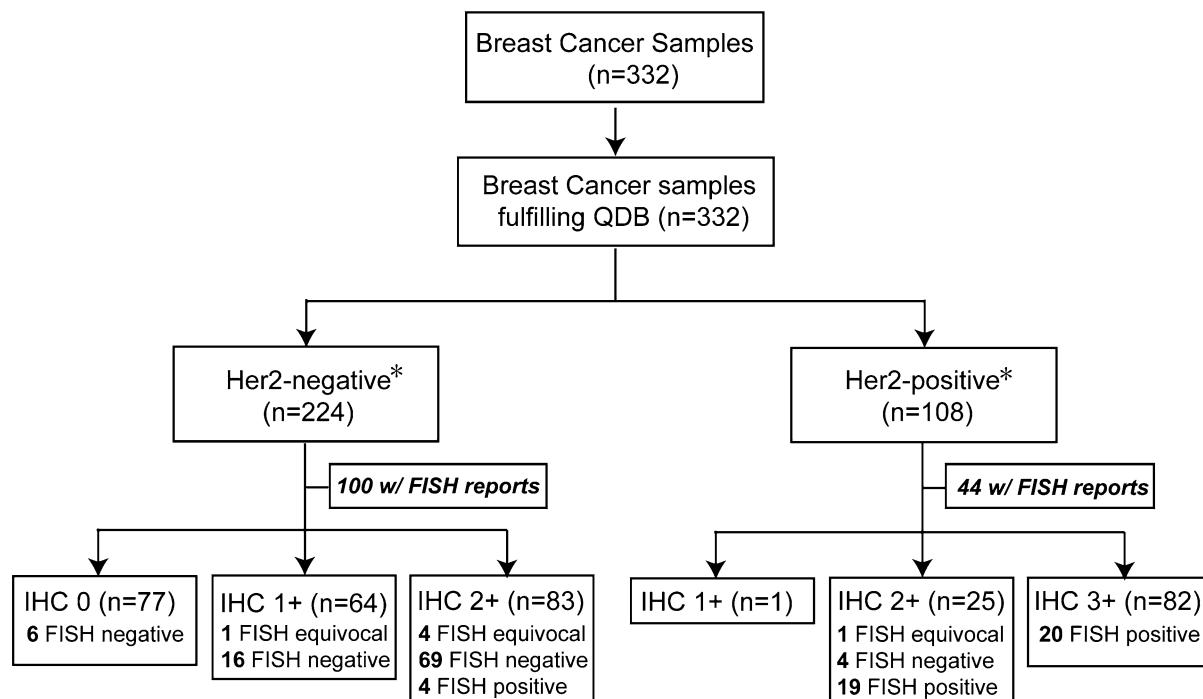 Breast Cancer Samples
(n=332)
Breast Cancer samples
fulfilling QDB (n=332)
Her2-negative*
(n=224)
Her2-positive*
(n=108)
100 w/ FISH reports
44 w/ FISH reports
IHC 0 (n=77)
6 FISH negative
IHC 1+ (n=64)
1 FISH equivocal
16 FISH negative
IHC 2+ (n=83)
4 FISH equivocal
69 FISH negative
4 FISH positive
IHC 1+ (n=1)
IHC 2+ (n=25)
1 FISH equivocal
4 FISH negative
19 FISH positive
IHC 3+ (n=82)
20 FISH positive